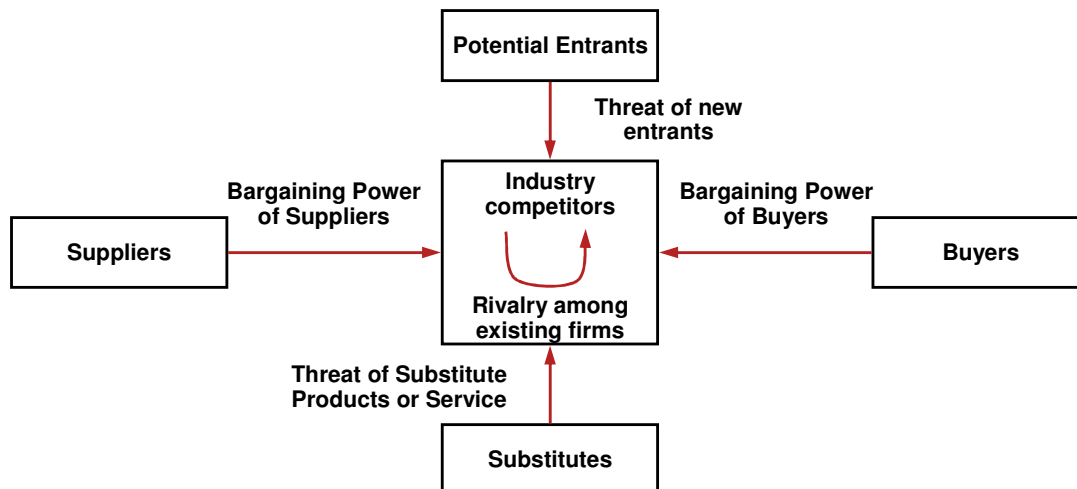 Potential Entrants
Threat of new
entrants
Bargaining Power
of Suppliers
Industry
competitors
Bargaining Power
of Buyers
Suppliers
Buyers
Rivalry among
existing firms
Threat of Substitute
Products or Service
Substitutes